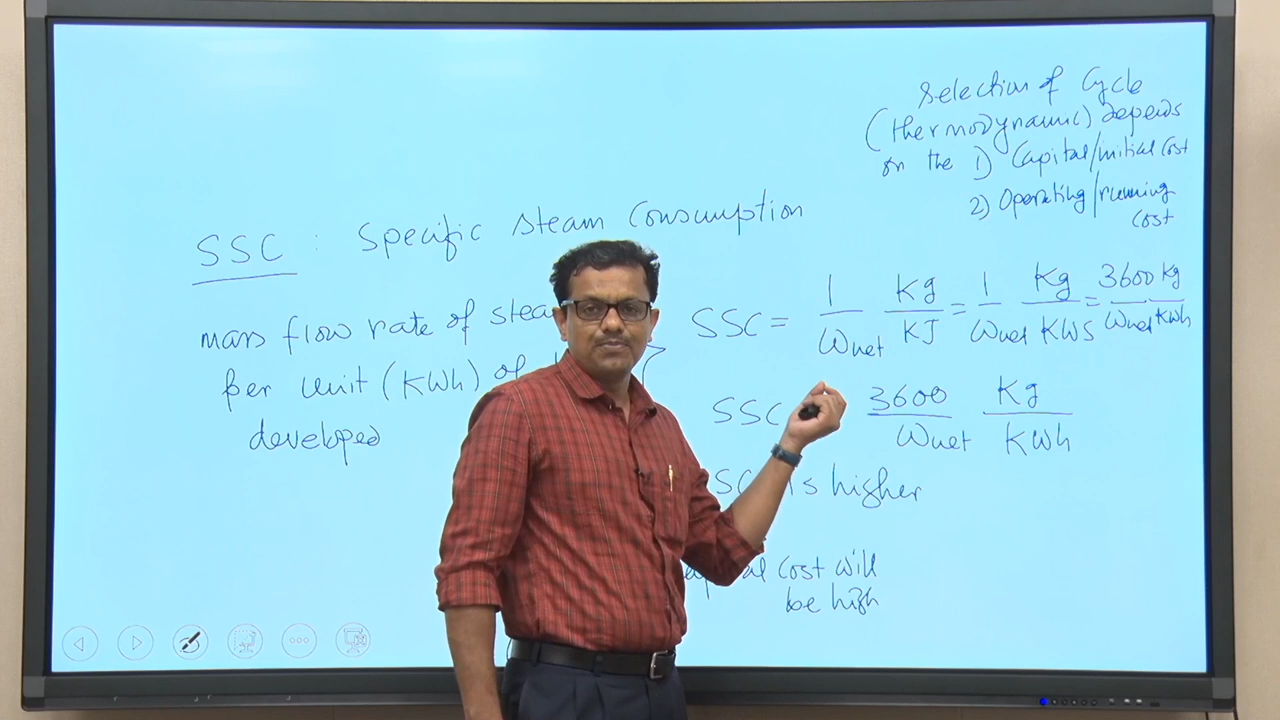 Selection of Cycle
(thermodynamic) depends
on the 1) Capital/initial Cost
2) Operating/running
Cost
SSC : Specific Steam Consumption
mass flow rate of
per unit (KWh) of
developed
SSC = 1/Wnet Kg/KJ = 1/Wnet Kg/KWS = 3600/Wnet Kg/KWh
SSC 3600/Wnet Kg/KWh
is higher
Cost will
be high